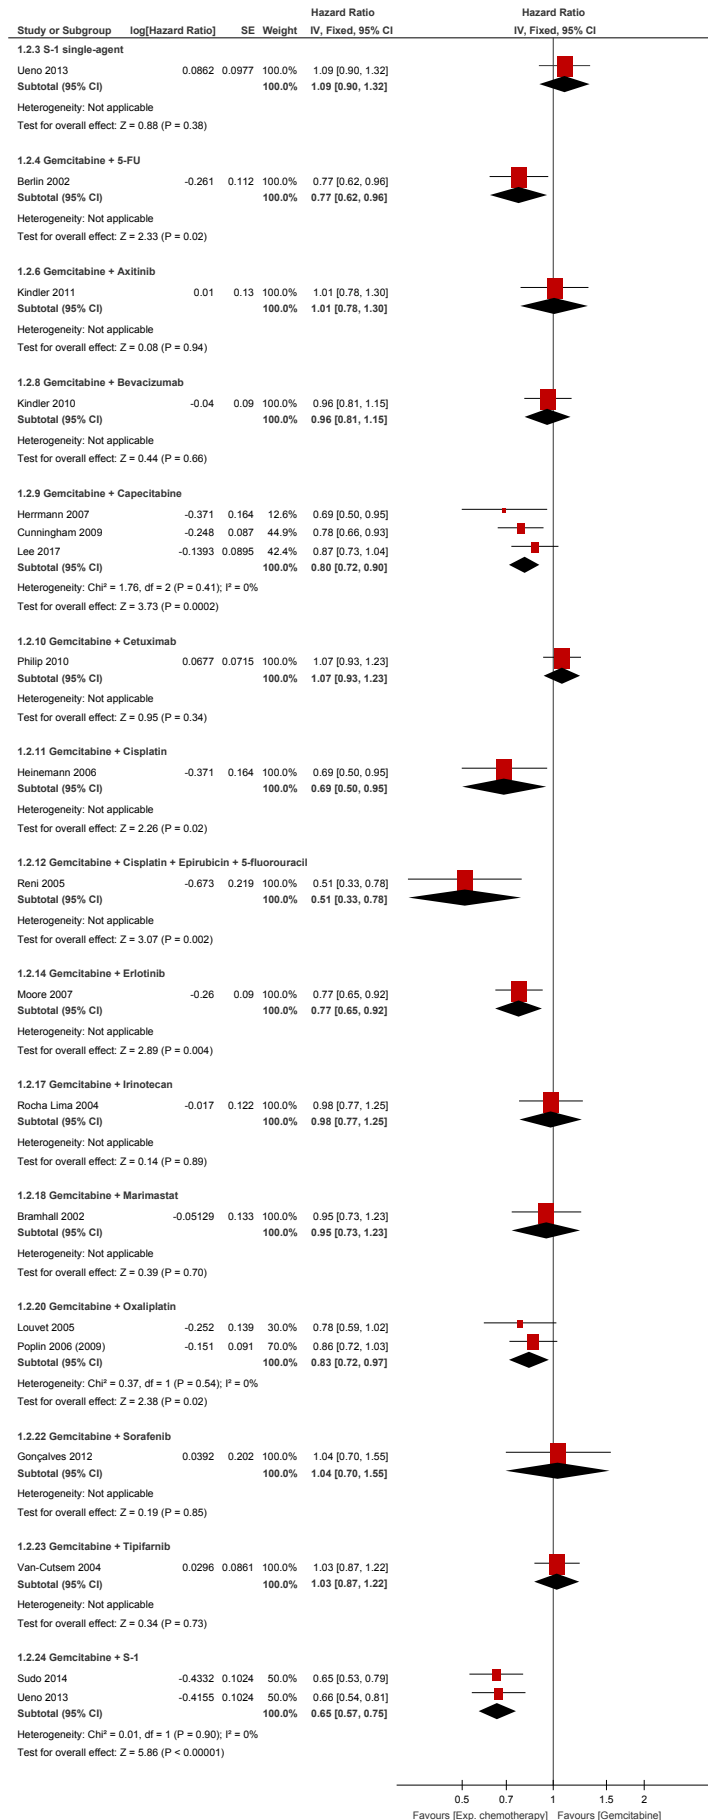 Hazard Ratio Hazard Ratio
Study or Subgroup log[Hazard Ratio] SE Weight IV, Fixed, 95% CI IV, Fixed, 95% CI
1.2.3 S-1 single-agent
Ueno 2013 0.0862 0.0977 100.0% 1.09 [0.90, 1.32]
Subtotal (95% CI) 100.0% 1.09 [0.90, 1.32]
Heterogeneity: Not applicable
Test for overall effect: Z = 0.88 (P = 0.38)
1.2.4 Gemcitabine + 5-FU
Berlin 2002 -0.261 0.112 100.0% 0.77 [0.62, 0.96]
Subtotal (95% CI) 100.0% 0.77 [0.62, 0.96]
Heterogeneity: Not applicable
Test for overall effect: Z = 2.33 (P = 0.02)
1.2.6 Gemcitabine + Axitinib
Kindler 2011 0.01 0.13 100.0% 1.01 [0.78, 1.30]
Subtotal (95% CI) 100.0% 1.01 [0.78, 1.30]
Heterogeneity: Not applicable
Test for overall effect: Z = 0.08 (P = 0.94)
1.2.8 Gemcitabine + Bevacizumab
Kindler 2010 -0.04 0.09 100.0% 0.96 [0.81, 1.15]
Subtotal (95% CI) 100.0% 0.96 [0.81, 1.15]
Heterogeneity: Not applicable
Test for overall effect: Z = 0.44 (P = 0.66)
1.2.9 Gemcitabine + Capecitabine
Herrmann 2007 -0.371 0.164 12.6% 0.69 [0.50, 0.95]
Cunningham 2009 -0.248 0.087 44.9% 0.78 [0.66, 0.93]
Lee 2017 -0.1393 0.0895 42.4% 0.87 [0.73, 1.04]
Subtotal (95% CI) 100.0% 0.80 [0.72, 0.90]
Heterogeneity: Chi² = 1.76, df = 2 (P = 0.41); I² = 0%
Test for overall effect: Z = 3.73 (P = 0.0002)
1.2.10 Gemcitabine + Cetuximab
Philip 2010 0.0677 0.0715 100.0% 1.07 [0.93, 1.23]
Subtotal (95% CI) 100.0% 1.07 [0.93, 1.23]
Heterogeneity: Not applicable
Test for overall effect: Z = 0.95 (P = 0.34)
1.2.11 Gemcitabine + Cisplatin
Heinemann 2006 -0.371 0.164 100.0% 0.69 [0.50, 0.95]
Subtotal (95% CI) 100.0% 0.69 [0.50, 0.95]
Heterogeneity: Not applicable
Test for overall effect: Z = 2.26 (P = 0.02)
1.2.12 Gemcitabine + Cisplatin + Epirubicin + 5-fluorouracil
Reni 2005 -0.673 0.219 100.0% 0.51 [0.33, 0.78]
Subtotal (95% CI) 100.0% 0.51 [0.33, 0.78]
Heterogeneity: Not applicable
Test for overall effect: Z = 3.07 (P = 0.002)
1.2.14 Gemcitabine + Erlotinib
Moore 2007 -0.26 0.09 100.0% 0.77 [0.65, 0.92]
Subtotal (95% CI) 100.0% 0.77 [0.65, 0.92]
Heterogeneity: Not applicable
Test for overall effect: Z = 2.89 (P = 0.004)
1.2.17 Gemcitabine + Irinotecan
Rocha Lima 2004 -0.017 0.122 100.0% 0.98 [0.77, 1.25]
Subtotal (95% CI) 100.0% 0.98 [0.77, 1.25]
Heterogeneity: Not applicable
Test for overall effect: Z = 0.14 (P = 0.89)
1.2.18 Gemcitabine + Marimastat
Bramhall 2002 -0.05129 0.133 100.0% 0.95 [0.73, 1.23]
Subtotal (95% CI) 100.0% 0.95 [0.73, 1.23]
Heterogeneity: Not applicable
Test for overall effect: Z = 0.39 (P = 0.70)
1.2.20 Gemcitabine + Oxaliplatin
Louvet 2005 -0.252 0.139 30.0% 0.78 [0.59, 1.02]
Poplin 2006 (2009) -0.151 0.091 70.0% 0.86 [0.72, 1.03]
Subtotal (95% CI) 100.0% 0.83 [0.72, 0.97]
Heterogeneity: Chi² = 0.37, df = 1 (P = 0.54); I² = 0%
Test for overall effect: Z = 2.38 (P = 0.02)
1.2.22 Gemcitabine + Sorafenib
Gonçalves 2012 0.0392 0.202 100.0% 1.04 [0.70, 1.55]
Subtotal (95% CI) 100.0% 1.04 [0.70, 1.55]
Heterogeneity: Not applicable
Test for overall effect: Z = 0.19 (P = 0.85)
1.2.23 Gemcitabine + Tipifarnib
Van-Cutsem 2004 0.0296 0.0861 100.0% 1.03 [0.87, 1.22]
Subtotal (95% CI) 100.0% 1.03 [0.87, 1.22]
Heterogeneity: Not applicable
Test for overall effect: Z = 0.34 (P = 0.73)
1.2.24 Gemcitabine + S-1
Sudo 2014 -0.4332 0.1024 50.0% 0.65 [0.53, 0.79]
Ueno 2013 -0.4155 0.1024 50.0% 0.66 [0.54, 0.81]
Subtotal (95% CI) 100.0% 0.65 [0.57, 0.75]
Heterogeneity: Chi² = 0.01, df = 1 (P = 0.90); I² = 0%
Test for overall effect: Z = 5.86 (P < 0.00001)
0.5 0.7 1 1.5 2
Favours [Exp. chemotherapy] Favours [Gemcitabine]